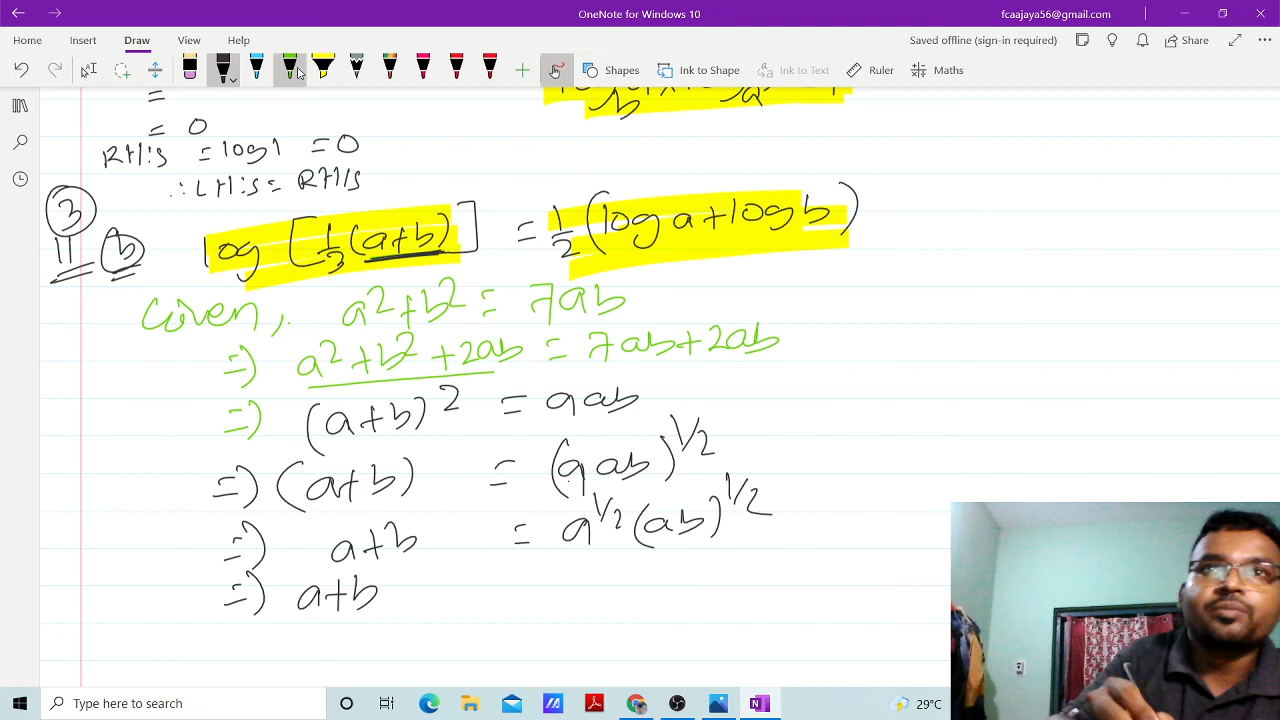 OneNote for Windows 10
fcaajaya56@gmail.com
Home Insert Draw View Help
Saved offline (sign-in required)
Share
Shapes Ink to Shape Ink to Text Ruler Maths
=
= 0
RHS = log1 = 0
∴ LHS = RHS
3
11 b log [1/3 (a+b)] = 1/2 (log a + log b)
Given, a² + b² = 7ab
=) a² + b² + 2ab = 7ab + 2ab
=) (a+b)² = 9ab
=) (a+b) = (9ab)^1/2
=) a+b = 9^1/2 (ab)^1/2
=) a+b
Type here to search
29°C